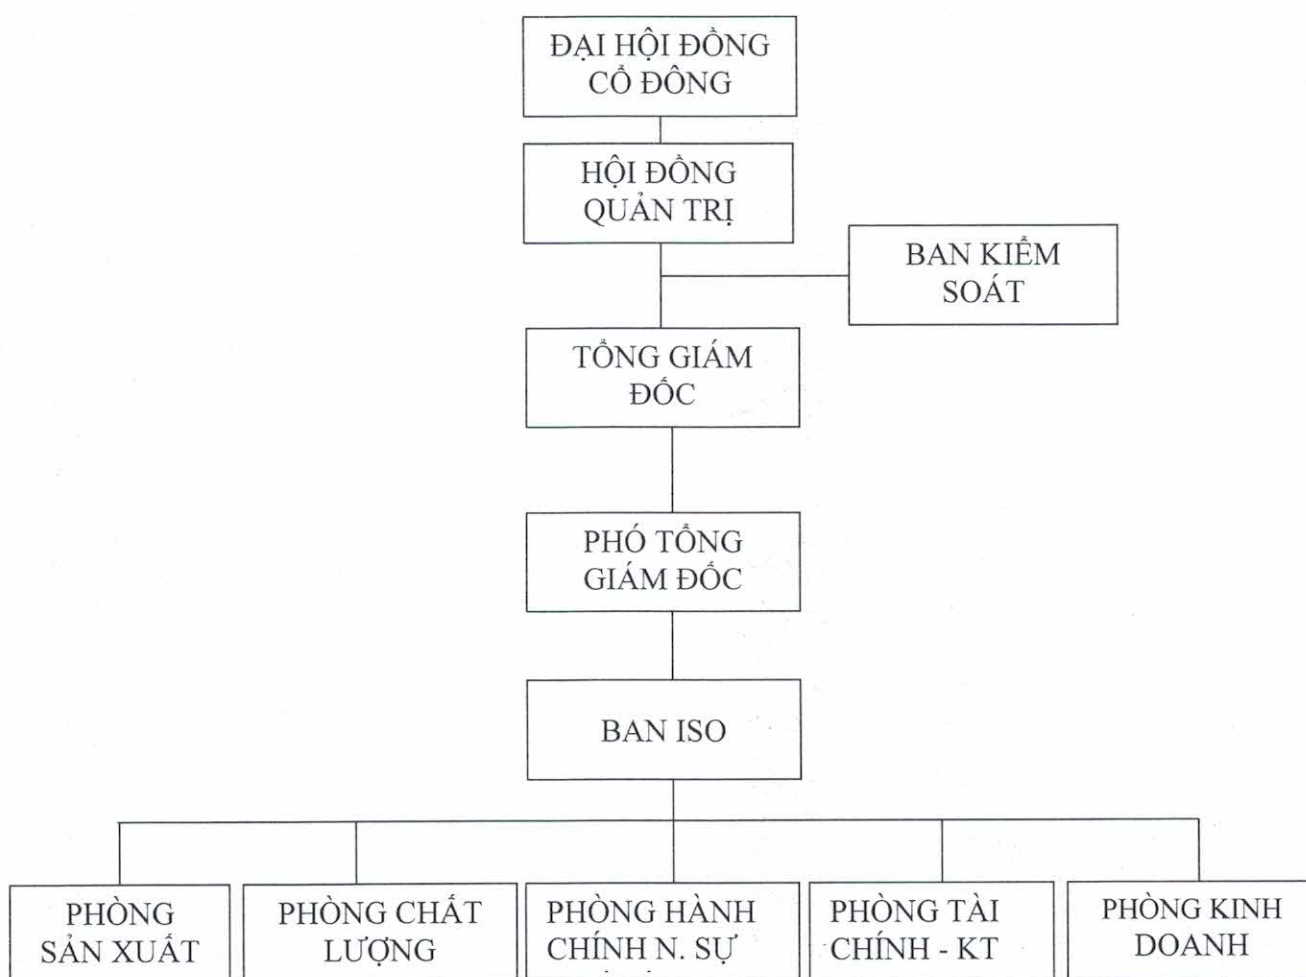 ĐẠI HỘI ĐỒNG
CỔ ĐÔNG
HỘI ĐỒNG
QUẢN TRỊ
BAN KIỂM
SOÁT
TỔNG GIÁM
ĐỐC
PHÓ TỔNG
GIÁM ĐỐC
BAN ISO
PHÒNG
SẢN XUẤT
PHÒNG CHẤT
LƯỢNG
PHÒNG HÀNH
CHÍNH N. SỰ
PHÒNG TÀI
CHÍNH - KT
PHÒNG KINH
DOANH